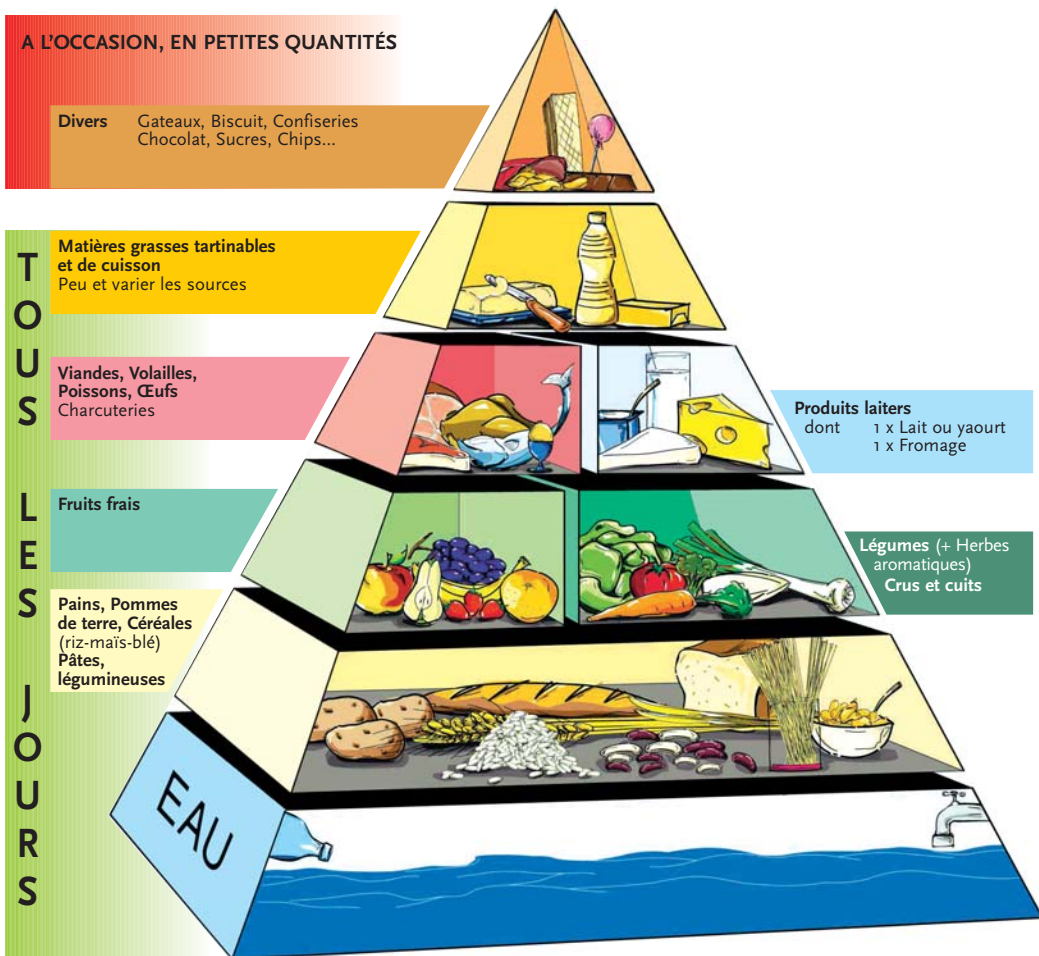 A L'OCCASION, EN PETITES QUANTITÉS
Divers Gateaux, Biscuit, Confiseries
Chocolat, Sucres, Chips...
TOUS LES JOURS
Matières grasses tartinables
et de cuisson
Peu et varier les sources
Viandes, Volailles,
Poissons, Œufs
Charcuteries
Produits laiters
dont 1 x Lait ou yaourt
1 x Fromage
Fruits frais
Légumes (+ Herbes
aromatiques)
Crus et cuits
Pains, Pommes
de terre, Céréales
(riz-maïs-blé)
Pâtes,
légumineuses
EAU